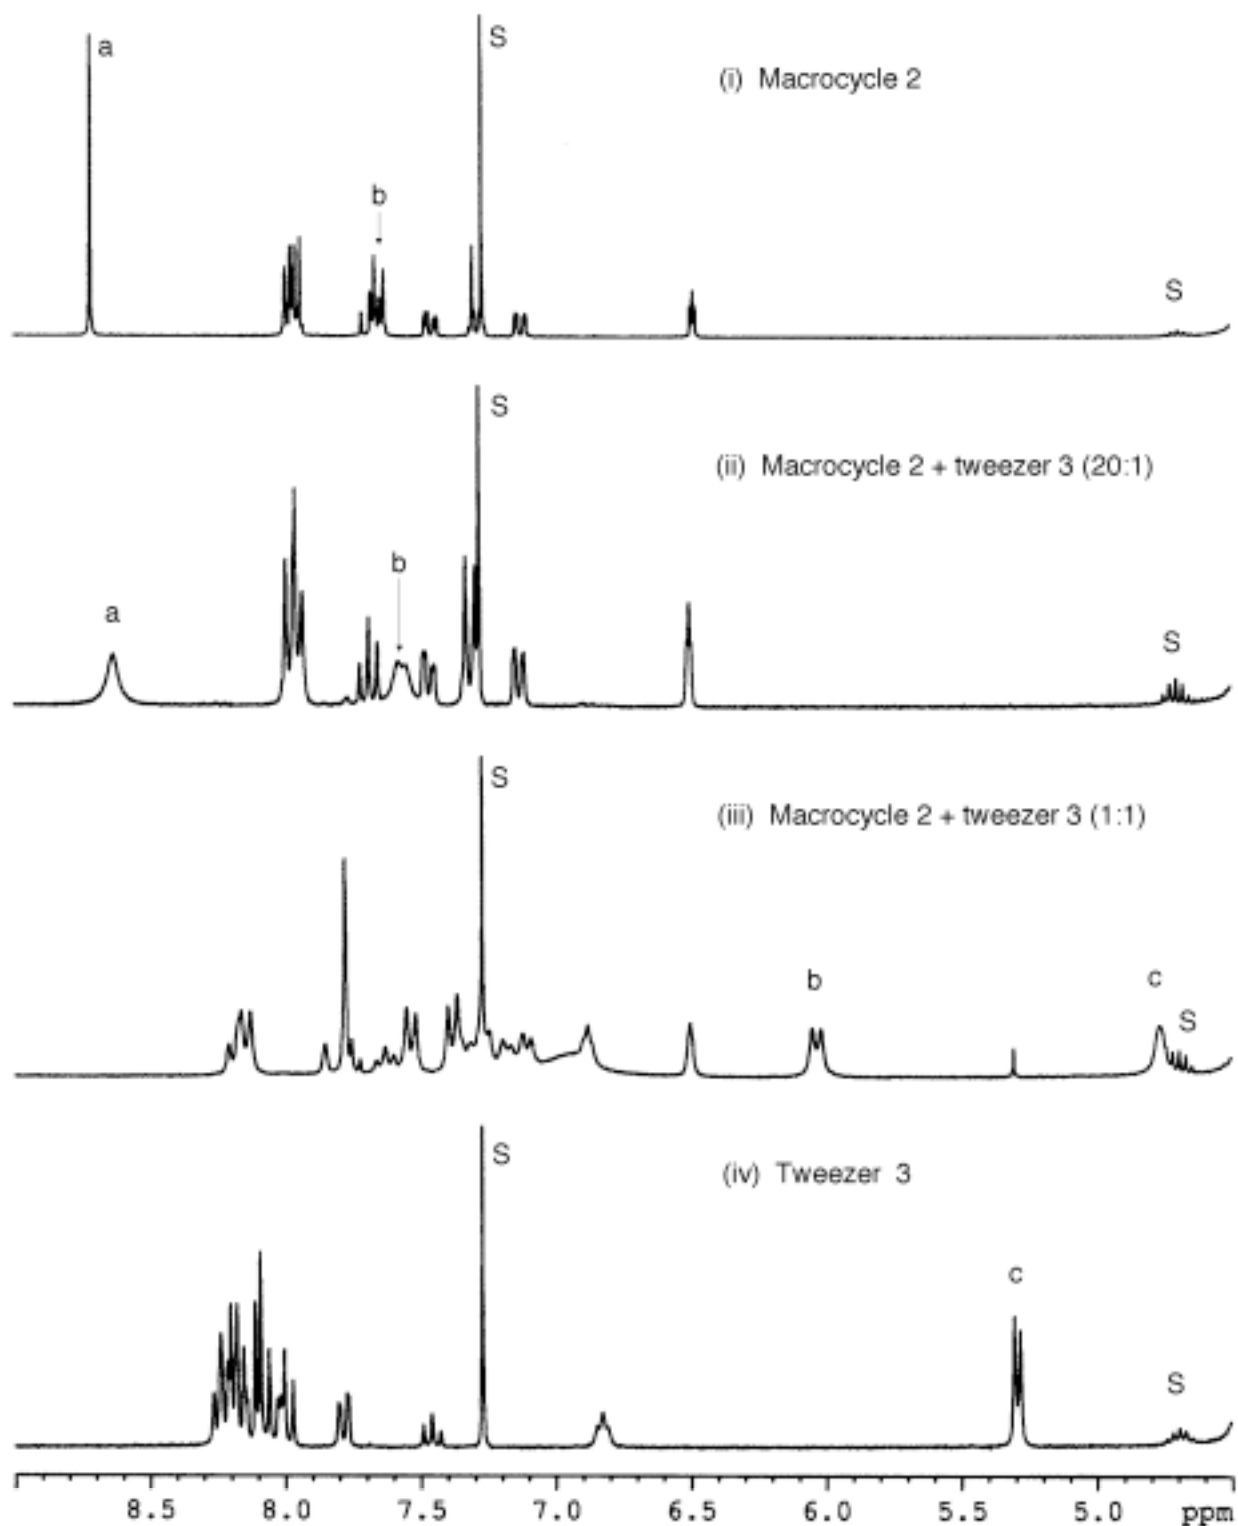 a
S
(i) Macrocycle 2
b
S
S
(ii) Macrocycle 2 + tweezer 3 (20:1)
b
a
S
S
(iii) Macrocycle 2 + tweezer 3 (1:1)
b
c
S
S
(iv) Tweezer 3
c
S
8.5 8.0 7.5 7.0 6.5 6.0 5.5 5.0 ppm